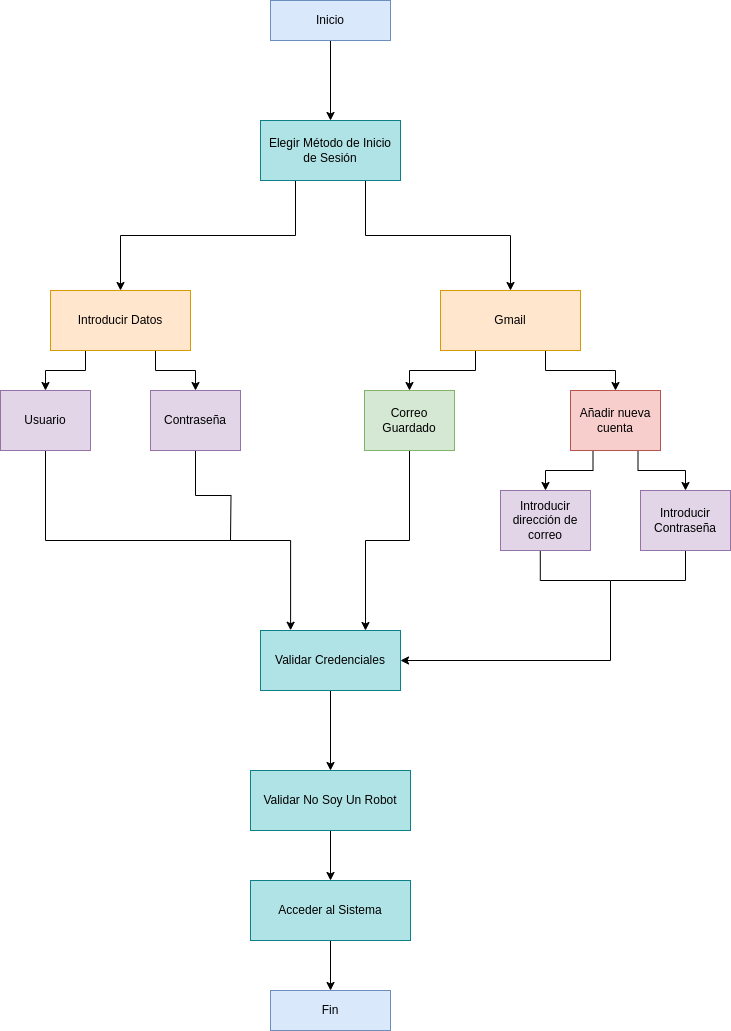 Inicio
Elegir Método de Inicio
de Sesión
Introducir Datos
Gmail
Usuario
Contraseña
Correo
Guardado
Añadir nueva
cuenta
Introducir
dirección de
correo
Introducir
Contraseña
Validar Credenciales
Validar No Soy Un Robot
Acceder al Sistema
Fin